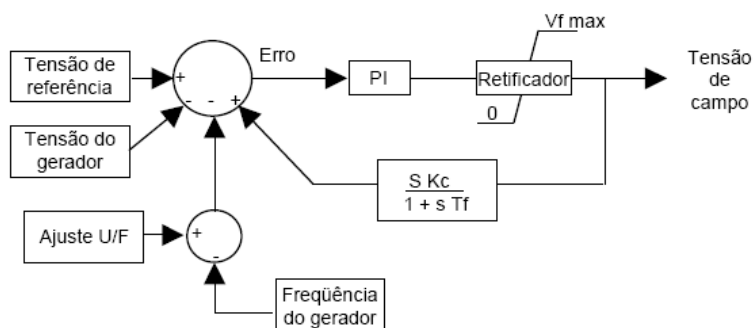 Vf max
Erro
Tensão de
referência
+
-
-
+
PI
Retificador
0
Tensão
de
campo
Tensão do
gerador
S Kc
1 + s Tf
Ajuste U/F
+
-
Freqüência
do gerador